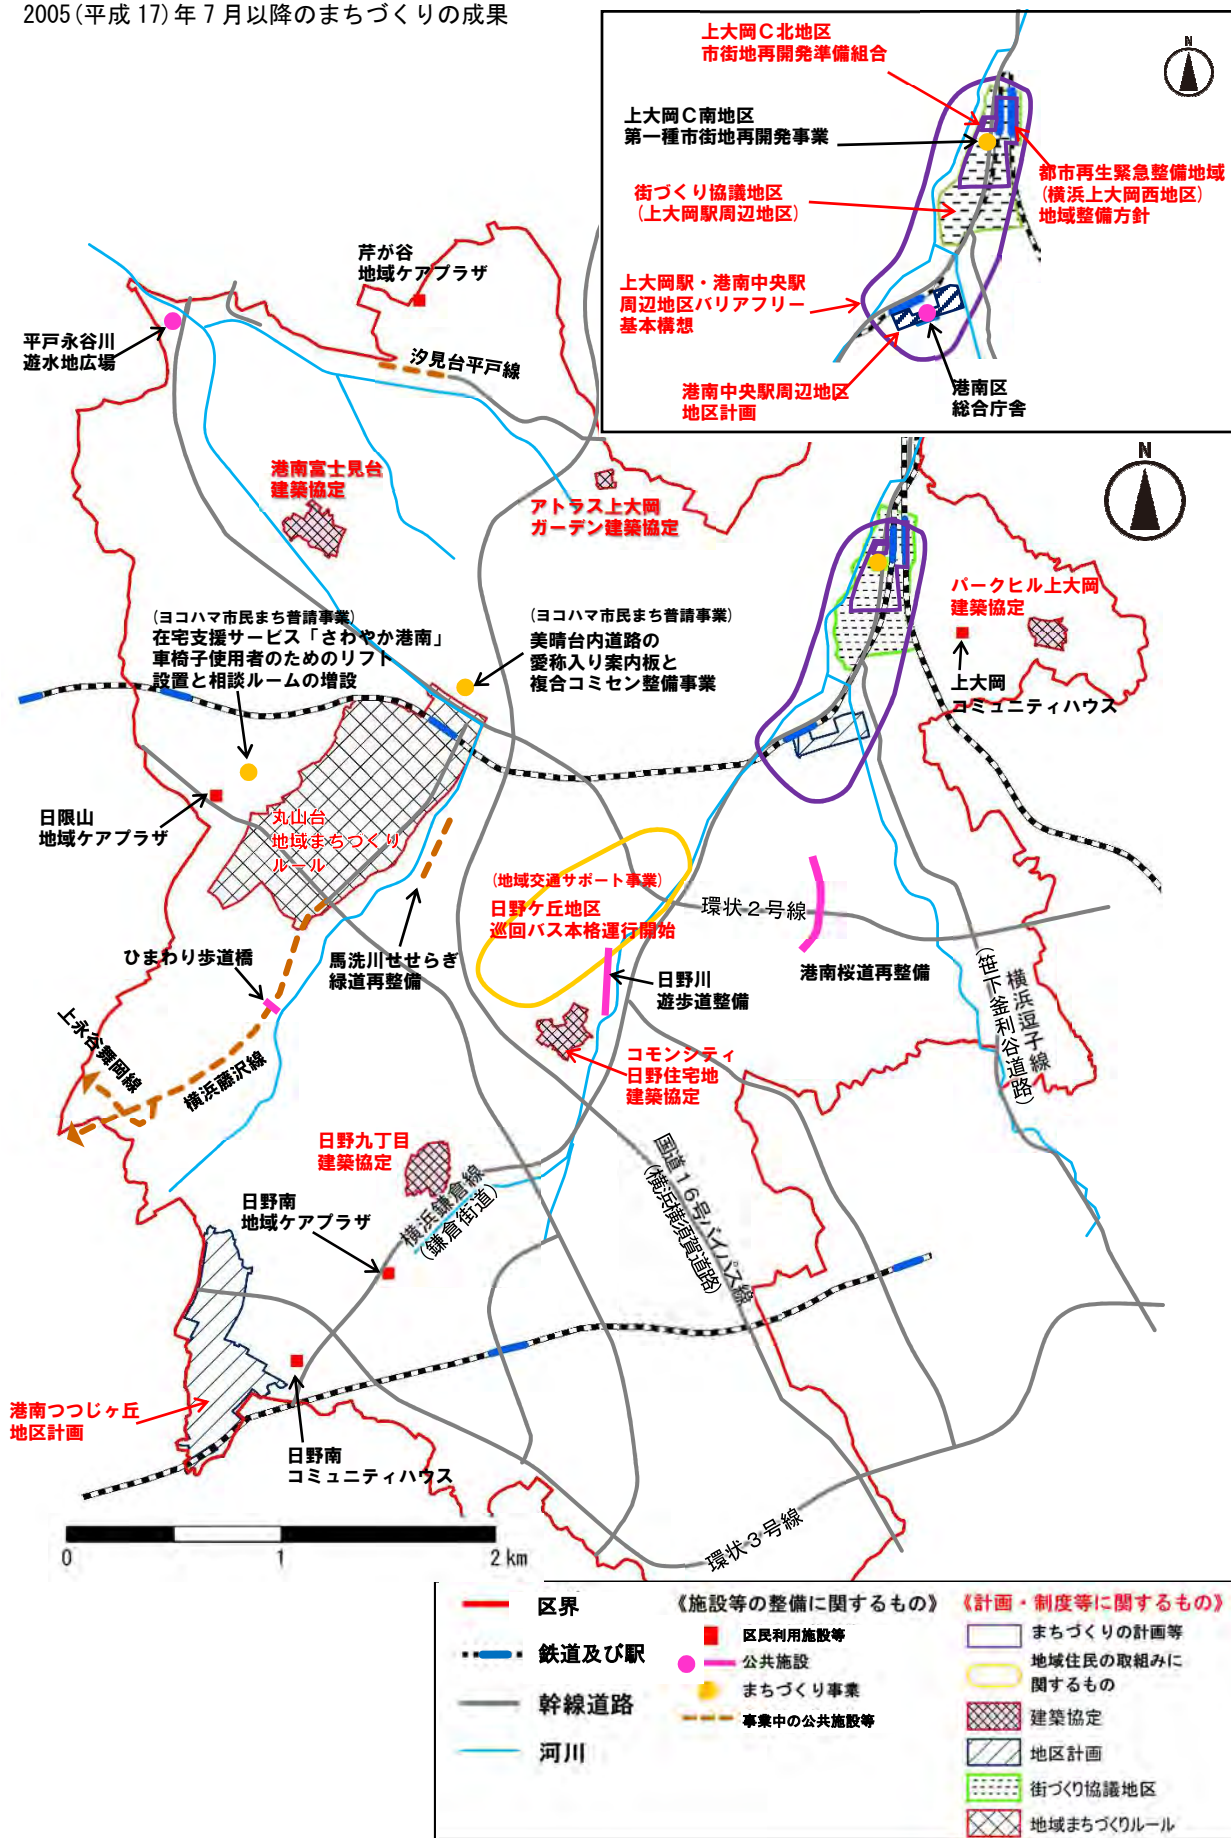 2005(平成 17)年 7 月以降のまちづくりの成果
上大岡C北地区
市街地再開発準備組合
N
上大岡C南地区
第一種市街地再開発事業
都市再生緊急整備地域
(横浜上大岡西地区)
地域整備方針
街づくり協議地区
(上大岡駅周辺地区)
上大岡駅・港南中央駅
周辺地区バリアフリー
基本構想
港南中央駅周辺地区
地区計画
港南区
総合庁舎
芹が谷
地域ケアプラザ
平戸永谷川
遊水地広場
汐見台平戸線
港南富士見台
建築協定
アトラス上大岡
ガーデン建築協定
N
パークヒル上大岡
建築協定
(ヨコハマ市民まち普請事業)
在宅支援サービス「さわやか港南」
車椅子使用者のためのリフト
設置と相談ルームの増設
(ヨコハマ市民まち普請事業)
美晴台内道路の
愛称入り案内板と
複合コミセン整備事業
上大岡
コミュニティハウス
日限山
地域ケアプラザ
丸山台
地域まちづくり
ルール
(地域交通サポート事業)
日野ケ丘地区
巡回バス本格運行開始
環状２号線
ひまわり歩道橋
馬洗川せせらぎ
緑道再整備
日野川
遊歩道整備
港南桜道再整備
横浜逗子線
(笹下釜利谷道路)
上永谷舞岡線
横浜藤沢線
コモンシティ
日野住宅地
建築協定
日野九丁目
建築協定
国道１６号バイパス線
(横浜横須賀道路)
横浜鎌倉線
(鎌倉街道)
日野南
地域ケアプラザ
港南つつじヶ丘
地区計画
日野南
コミュニティハウス
環状３号線
0 1 2 km
区界
鉄道及び駅
幹線道路
河川
《施設等の整備に関するもの》
区民利用施設等
公共施設
まちづくり事業
事業中の公共施設等
《計画・制度等に関するもの》
まちづくりの計画等
地域住民の取組みに
関するもの
建築協定
地区計画
街づくり協議地区
地域まちづくりルール